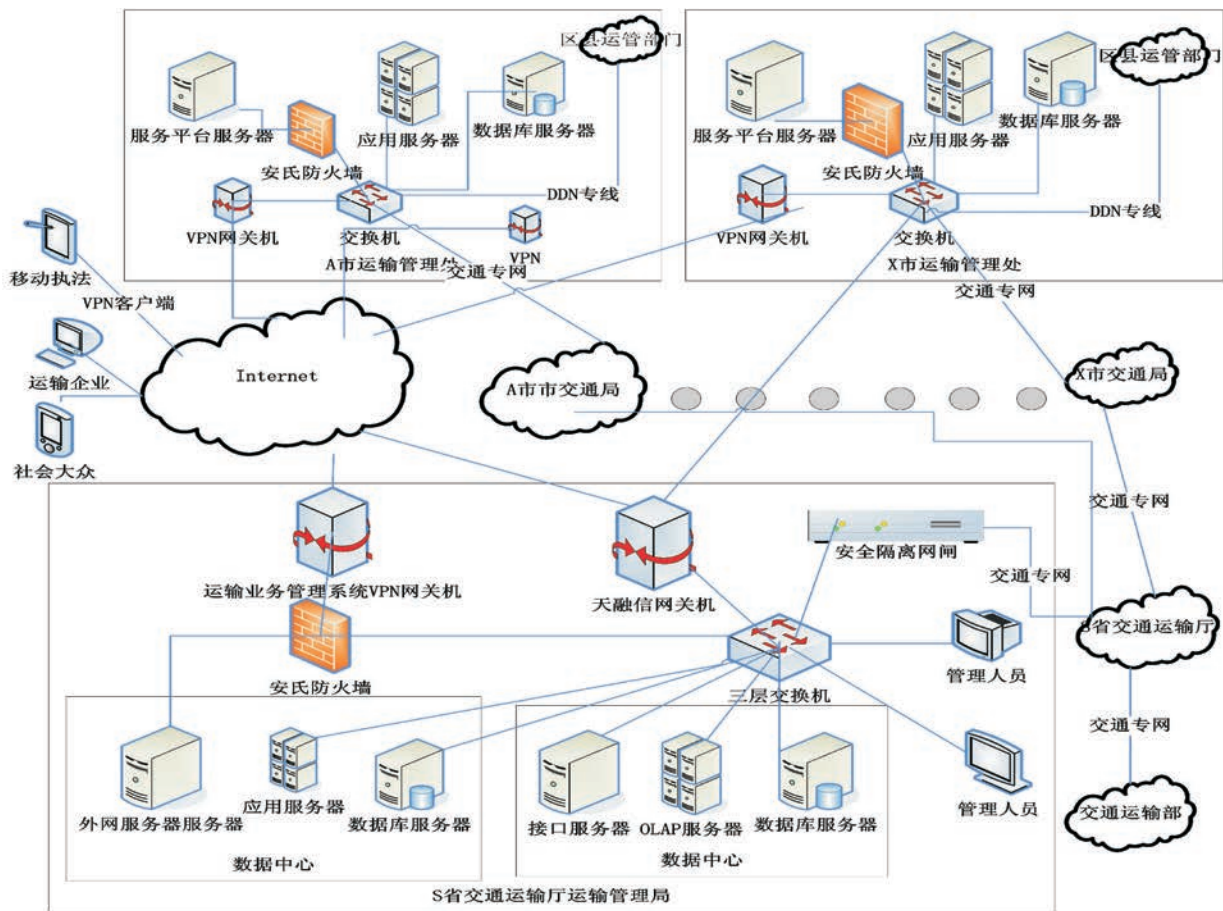 区县运管部门
服务平台服务器
应用服务器
数据库服务器
安氏防火墙
DDN专线
VPN网关机
交换机
VPN
A市运输管理处
交通专网
区县运管部门
服务平台服务器
应用服务器
数据库服务器
安氏防火墙
DDN专线
VPN网关机
交换机
X市运输管理处
交通专网
移动执法
VPN客户端
运输企业
社会大众
Internet
A市市交通局
X市交通局
交通专网
运输业务管理系统VPN网关机
天融信网关机
安全隔离网闸
交通专网
S省交通运输厅
安氏防火墙
三层交换机
管理人员
交通专网
外网服务器服务器
应用服务器
数据库服务器
数据中心
接口服务器
OLAP服务器
数据库服务器
数据中心
管理人员
交通运输部
S省交通运输厅运输管理局